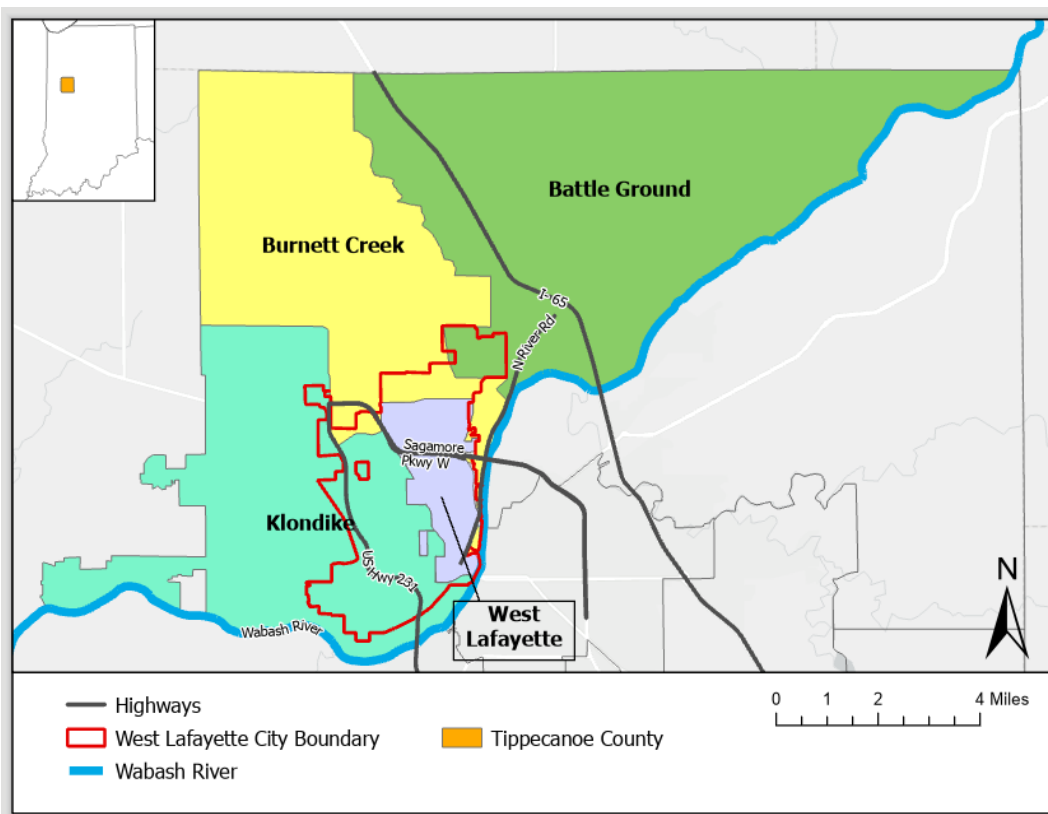 Battle Ground
Burnett Creek
I- 65
N River Rd
Sagamore
Pkwy W
Klondike
US Hwy 231
West
Lafayette
Wabash River
N
Highways
West Lafayette City Boundary
Wabash River
Tippecanoe County
0 1 2 4 Miles